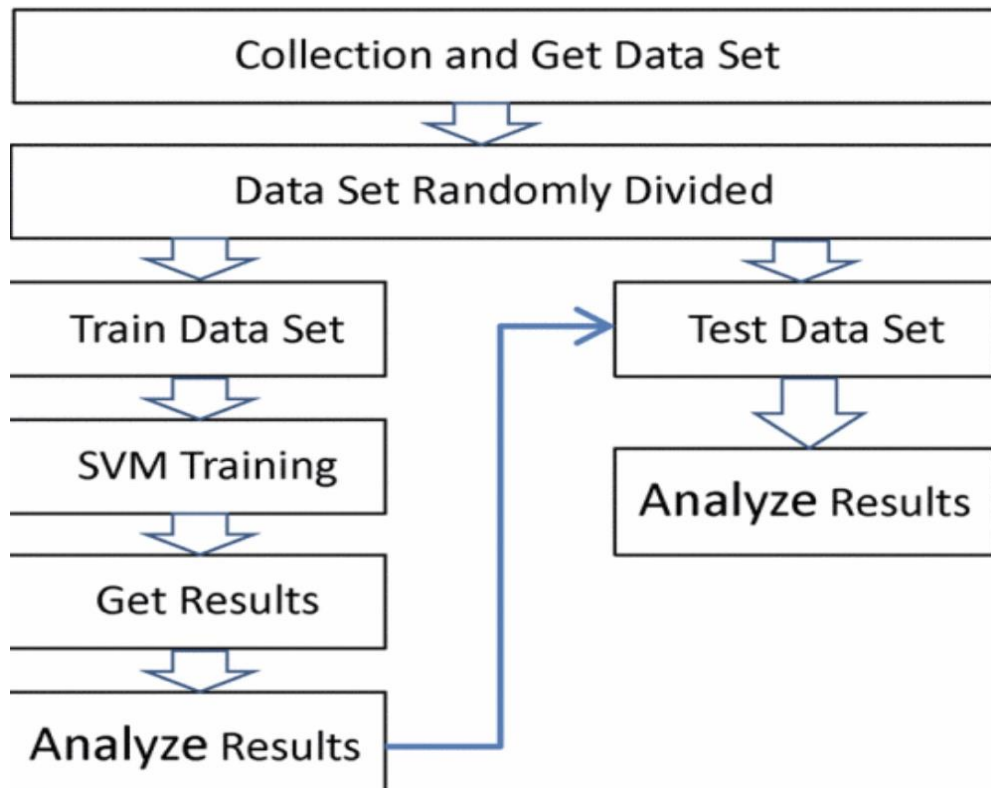 Collection and Get Data Set
Data Set Randomly Divided
Train Data Set
SVM Training
Get Results
Analyze Results
Test Data Set
Analyze Results